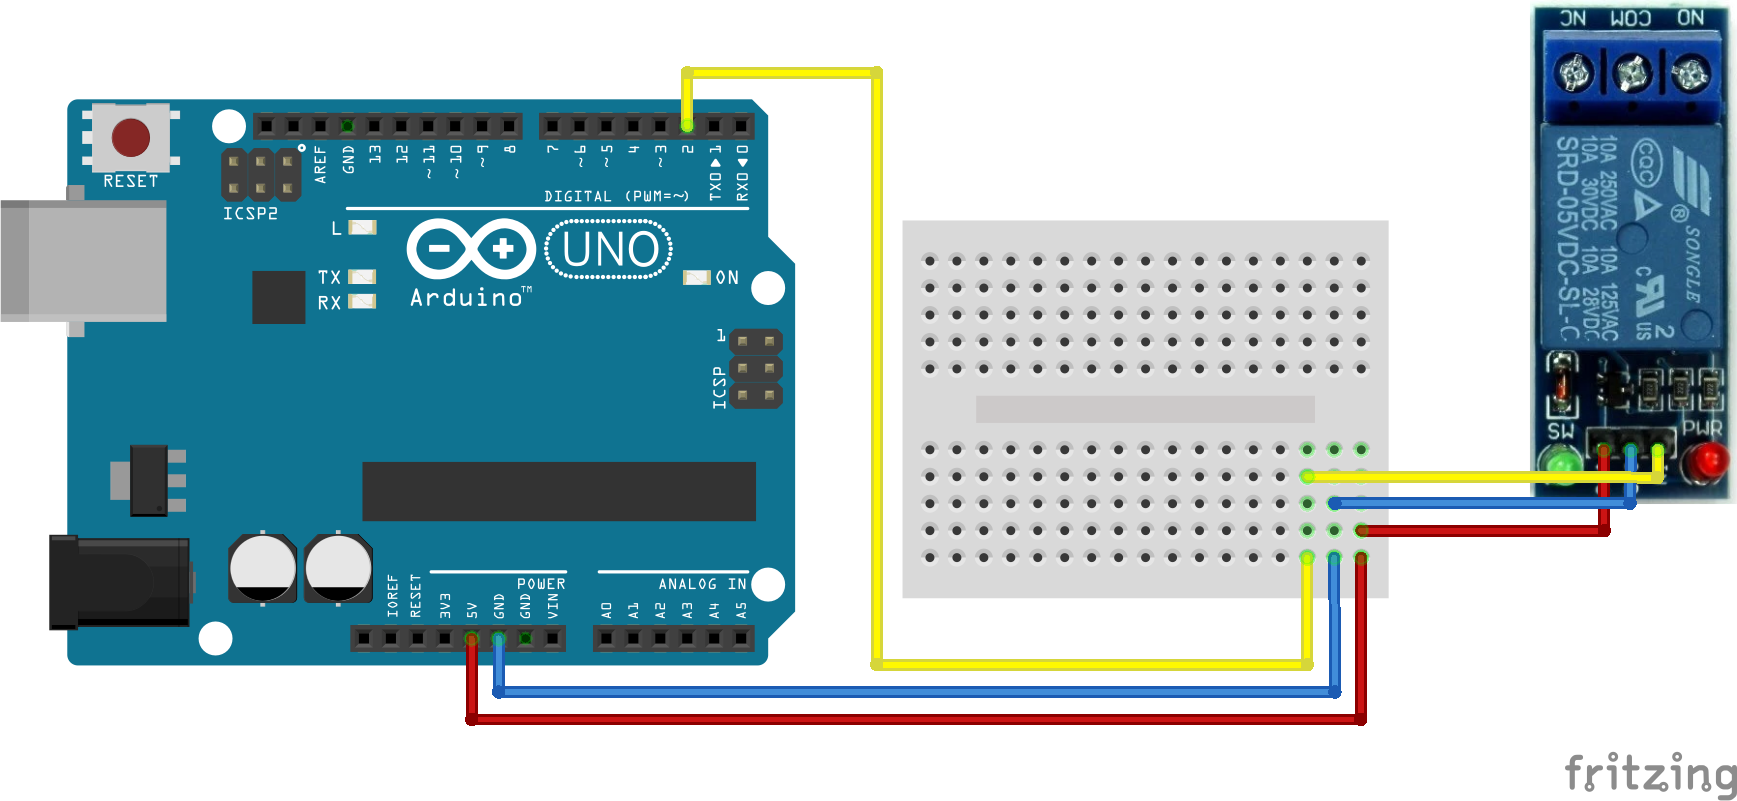 RESET
ICSP2
AREF
GND
13
12
~11
~10
~9
8
7
~6
~5
4
~3
2
TX0▶1
RX0◀0
DIGITAL (PWM=~)
L
TX
RX
Arduino™
UNO
ON
1
ICSP
POWER
ANALOG IN
IOREF
RESET
3V3
5V
GND
GND
VIN
A0
A1
A2
A3
A4
A5
NC
COM
NO
SONGLE
®
CQC
c
US
2
10A 250VAC 10A 125VAC
10A 30VDC 10A 28VDC
SRD-05VDC-SL-C
SW
PWR
fritzing